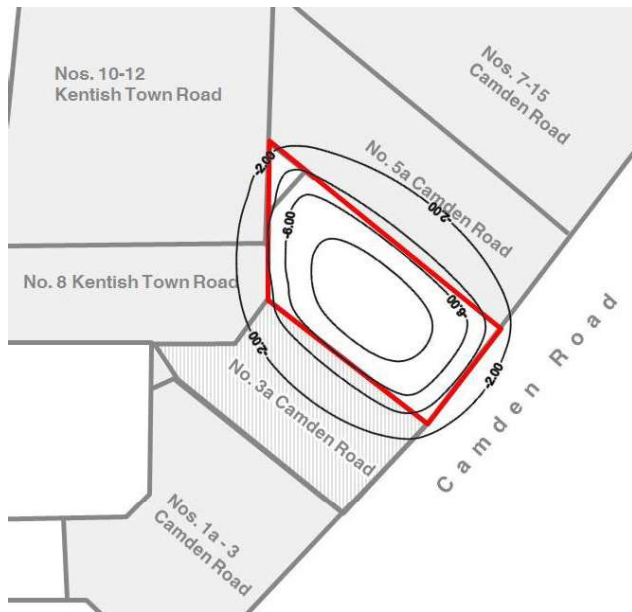 Nos. 10-12
Kentish Town Road
Nos. 7-15
Camden Road
No. 5a Camden Road
-2.00
-2.00
-6.00
No. 8 Kentish Town Road
-6.00
-2.00
-2.00
No. 3a Camden Road
Camden Road
Nos. 1a - 3
Camden Road